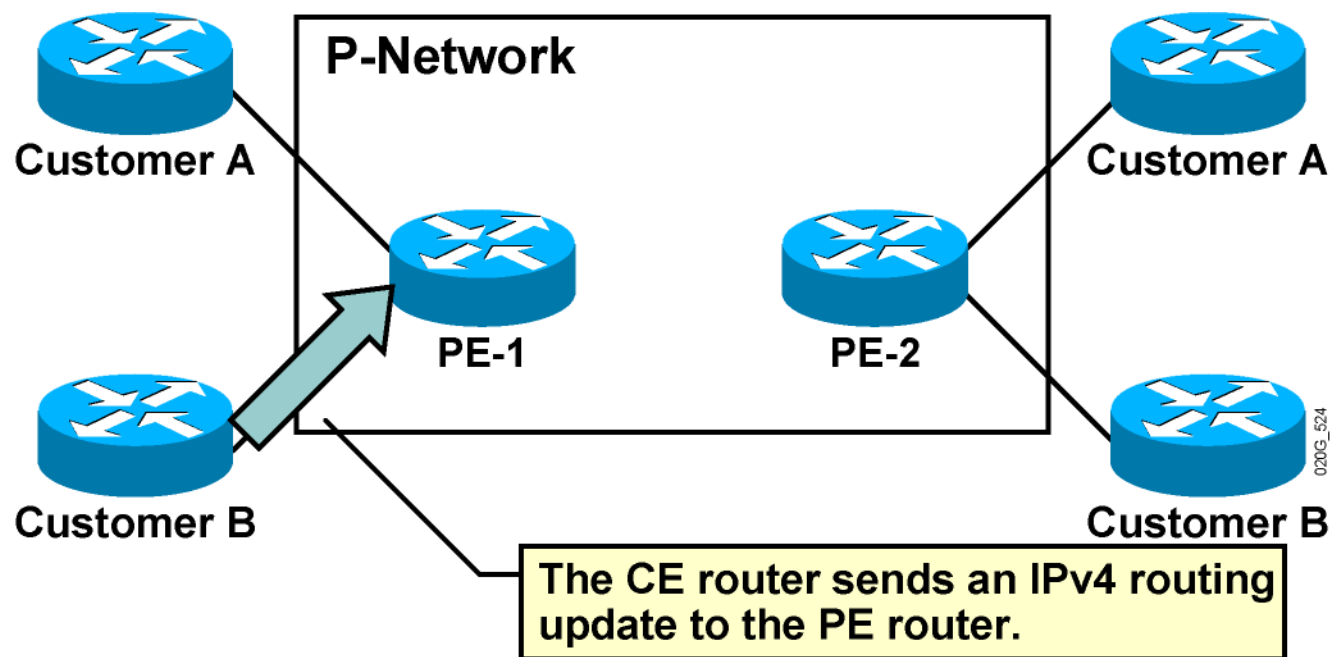 P-Network
Customer A
Customer A
PE-1
PE-2
Customer B
Customer B
020G_524
The CE router sends an IPv4 routing
update to the PE router.